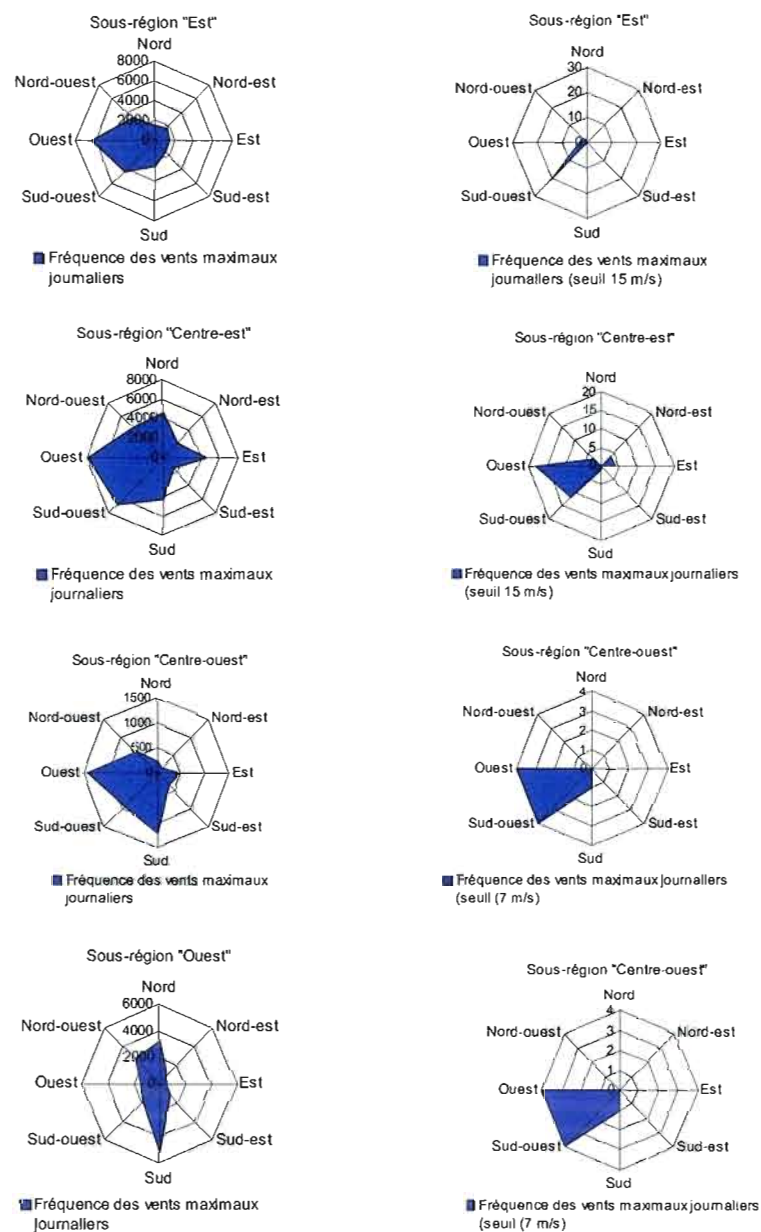 Sous-région "Est"
Nord
8000
6000
4000
2000
0
Nord-ouest
Nord-est
Ouest
Est
Sud-ouest
Sud-est
Sud
Fréquence des vents maximaux
journaliers
Sous-région "Est"
Nord
30
20
10
0
Nord-ouest
Nord-est
Ouest
Est
Sud-ouest
Sud-est
Sud
Fréquence des vents maximaux
journaliers (seuil 15 m/s)
Sous-région "Centre-est"
Nord
8000
6000
4000
2000
0
Nord-ouest
Nord-est
Ouest
Est
Sud-ouest
Sud-est
Sud
Fréquence des vents maximaux
journaliers
Sous-région "Centre-est"
Nord
20
15
10
5
0
Nord-ouest
Nord-est
Ouest
Est
Sud-ouest
Sud-est
Sud
Fréquence des vents maximaux journaliers
(seuil 15 m/s)
Sous-région "Centre-ouest"
Nord
1500
1000
500
0
Nord-ouest
Nord-est
Ouest
Est
Sud-ouest
Sud-est
Sud
Fréquence des vents maximaux
journaliers
Sous-région "Centre-ouest"
Nord
4
3
2
1
0
Nord-ouest
Nord-est
Ouest
Est
Sud-ouest
Sud-est
Sud
Fréquence des vents maximaux journaliers
(seuil (7 m/s)
Sous-région "Ouest"
Nord
6000
4000
2000
0
Nord-ouest
Nord-est
Ouest
Est
Sud-ouest
Sud-est
Sud
Fréquence des vents maximaux
journaliers
Sous-région "Centre-ouest"
Nord
4
3
2
1
0
Nord-ouest
Nord-est
Ouest
Est
Sud-ouest
Sud-est
Sud
Fréquence des vents maximaux journaliers
(seuil (7 m/s)